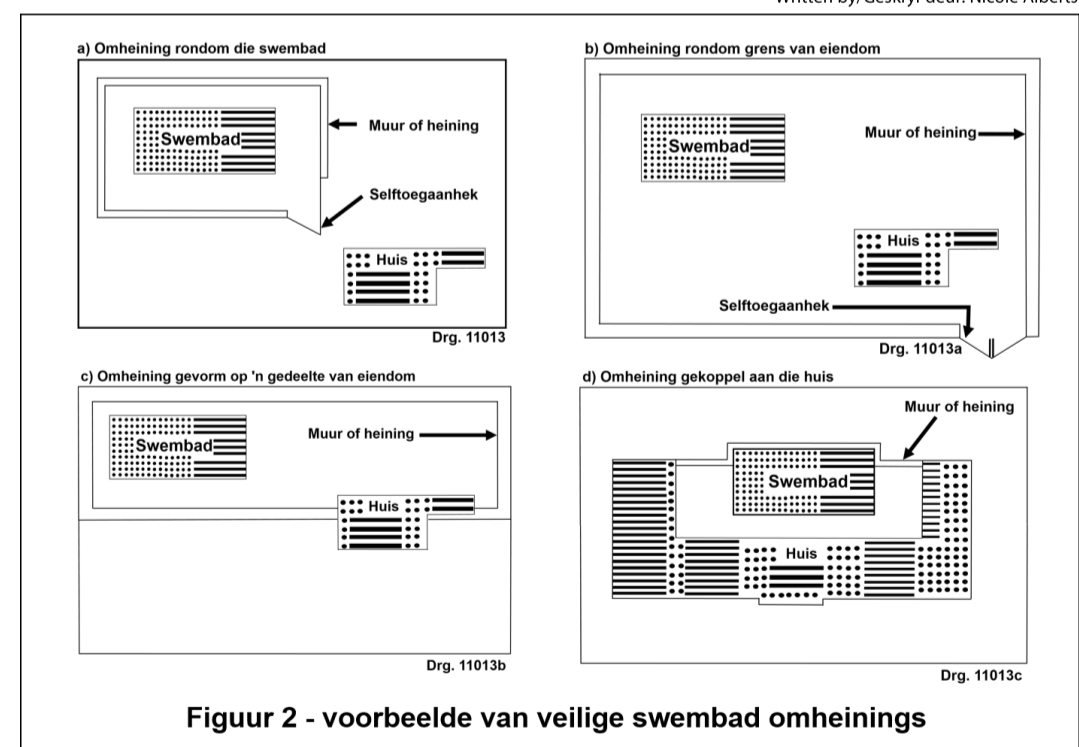 Written by/Geskryf deur: Nicole Alberts
a) Omheining rondom die swembad
Swembad
Muur of heining
Selftoegaanhek
Huis
Drg. 11013
b) Omheining rondom grens van eiendom
Swembad
Muur of heining
Huis
Selftoegaanhek
Drg. 11013a
c) Omheining gevorm op 'n gedeelte van eiendom
Swembad
Muur of heining
Huis
Drg. 11013b
d) Omheining gekoppel aan die huis
Muur of heining
Swembad
Huis
Drg. 11013c
Figuur 2 - voorbeelde van veilige swembad omheinings